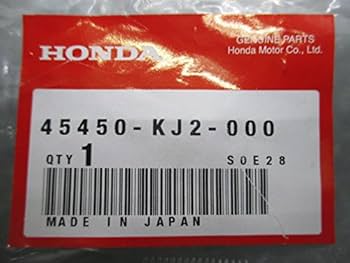 HONDA
GENUINE PARTS
Honda Motor Co., Ltd.
45450-KJ2-000
QTY 1
S0E28
MADE IN JAPAN